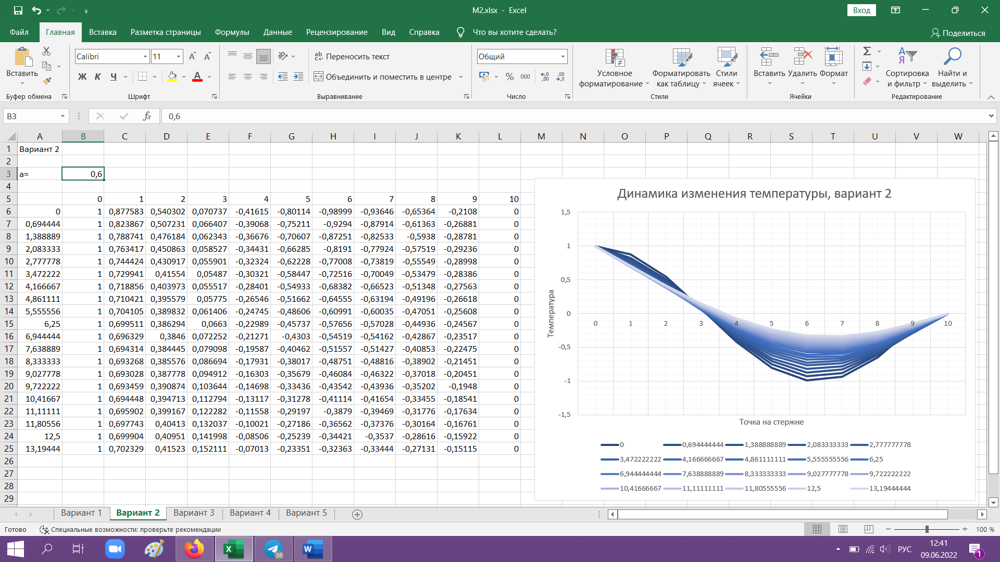 M2.xlsx - Excel
Вход
Файл Главная Вставка Разметка страницы Формулы Данные Рецензирование Вид Справка Что вы хотите сделать? Поделиться
Вставить
Буфер обмена
Calibri 11
Ж К Ч
Шрифт
Переносить текст
Объединить и поместить в центре
Выравнивание
Общий
% 000
Число
Условное форматирование
Форматировать как таблицу
Стили ячеек
Стили
Вставить Удалить Формат
Ячейки
Сортировка и фильтр
Найти и выделить
Редактирование
B3 fx 0,6
A B C D E F G H I J K L M N O P Q R S T U V W
1 Вариант 2
2
3 a= 0,6
4
5 0 1 2 3 4 5 6 7 8 9 10
6 0 1 0,877583 0,540302 0,070737 -0,41615 -0,80114 -0,98999 -0,93646 -0,65364 -0,2108 0
7 0,694444 1 0,823867 0,507231 0,066407 -0,39068 -0,75211 -0,9294 -0,87914 -0,61363 -0,26881 0
8 1,388889 1 0,788741 0,476184 0,062343 -0,36676 -0,70607 -0,87251 -0,82533 -0,5938 -0,28781 0
9 2,083333 1 0,763417 0,450863 0,058527 -0,34431 -0,66285 -0,8191 -0,77924 -0,57519 -0,29236 0
10 2,777778 1 0,744424 0,430917 0,055901 -0,32324 -0,62228 -0,77008 -0,73819 -0,55549 -0,28998 0
11 3,472222 1 0,729941 0,41554 0,05487 -0,30321 -0,58447 -0,72516 -0,70049 -0,53479 -0,28386 0
12 4,166667 1 0,718856 0,403973 0,055517 -0,28401 -0,54933 -0,68382 -0,66523 -0,51348 -0,27563 0
13 4,861111 1 0,710421 0,395579 0,05775 -0,26546 -0,51662 -0,64555 -0,63194 -0,49196 -0,26618 0
14 5,555556 1 0,704105 0,389832 0,061406 -0,24745 -0,48606 -0,60991 -0,60035 -0,47051 -0,25608 0
15 6,25 1 0,699511 0,386294 0,0663 -0,22989 -0,45737 -0,57656 -0,57028 -0,44936 -0,24567 0
16 6,944444 1 0,696329 0,3846 0,072252 -0,21271 -0,4303 -0,54519 -0,54162 -0,42867 -0,23517 0
17 7,638889 1 0,694314 0,384445 0,079098 -0,19587 -0,40462 -0,51557 -0,51427 -0,40853 -0,22475 0
18 8,333333 1 0,693268 0,385576 0,086694 -0,17931 -0,38017 -0,48751 -0,48816 -0,38902 -0,21451 0
19 9,027778 1 0,693028 0,387778 0,094912 -0,16303 -0,35679 -0,46084 -0,46322 -0,37018 -0,20451 0
20 9,722222 1 0,693459 0,390874 0,103644 -0,14698 -0,33436 -0,43542 -0,43936 -0,35202 -0,1948 0
21 10,41667 1 0,694448 0,394713 0,112794 -0,13117 -0,31278 -0,41114 -0,41654 -0,33455 -0,18541 0
22 11,11111 1 0,695902 0,399167 0,122282 -0,11558 -0,29197 -0,3879 -0,39469 -0,31776 -0,17634 0
23 11,80556 1 0,697743 0,40413 0,132037 -0,10021 -0,27186 -0,36562 -0,37376 -0,30164 -0,16761 0
24 12,5 1 0,699904 0,40951 0,141998 -0,08506 -0,25239 -0,34421 -0,3537 -0,28616 -0,15922 0
25 13,19444 1 0,702329 0,41523 0,152111 -0,07013 -0,23351 -0,32363 -0,33444 -0,27131 -0,15115 0
26
27
28
29
Динамика изменения температуры, вариант 2
1,5
1
0,5
0
-0,5
-1
-1,5
Температура
0 1 2 3 4 5 6 7 8 9 10
Точка на стержне
0 0,694444444 1,388888889 2,083333333 2,777777778
3,472222222 4,166666667 4,861111111 5,555555556 6,25
6,944444444 7,638888889 8,333333333 9,027777778 9,722222222
10,41666667 11,11111111 11,80555556 12,5 13,19444444
Вариант 1 Вариант 2 Вариант 3 Вариант 4 Вариант 5
Готово Специальные возможности: проверьте рекомендации 100 %
38
РУС
12:41
09.06.2022
1